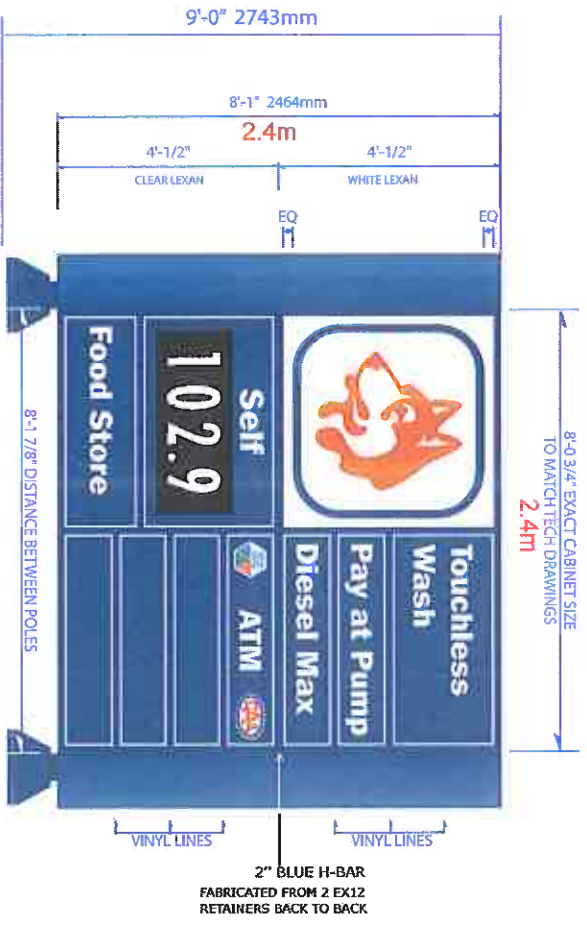 9'-0" 2743mm
8'-1" 2464mm
2.4m
4'-1/2"
4'-1/2"
CLEAR LEXAN
WHITE LEXAN
EQ
EQ
8'-0 3/4" EXACT CABINET SIZE
TO MATCH TECH DRAWINGS
2.4m
Touchless
Wash
Pay at Pump
Diesel Max
ATM
Self
102.9
Food Store
8'-1 7/8" DISTANCE BETWEEN POLES
VINYL LINES
VINYL LINES
2" BLUE H-BAR
FABRICATED FROM 2 EX12
RETAINERS BACK TO BACK